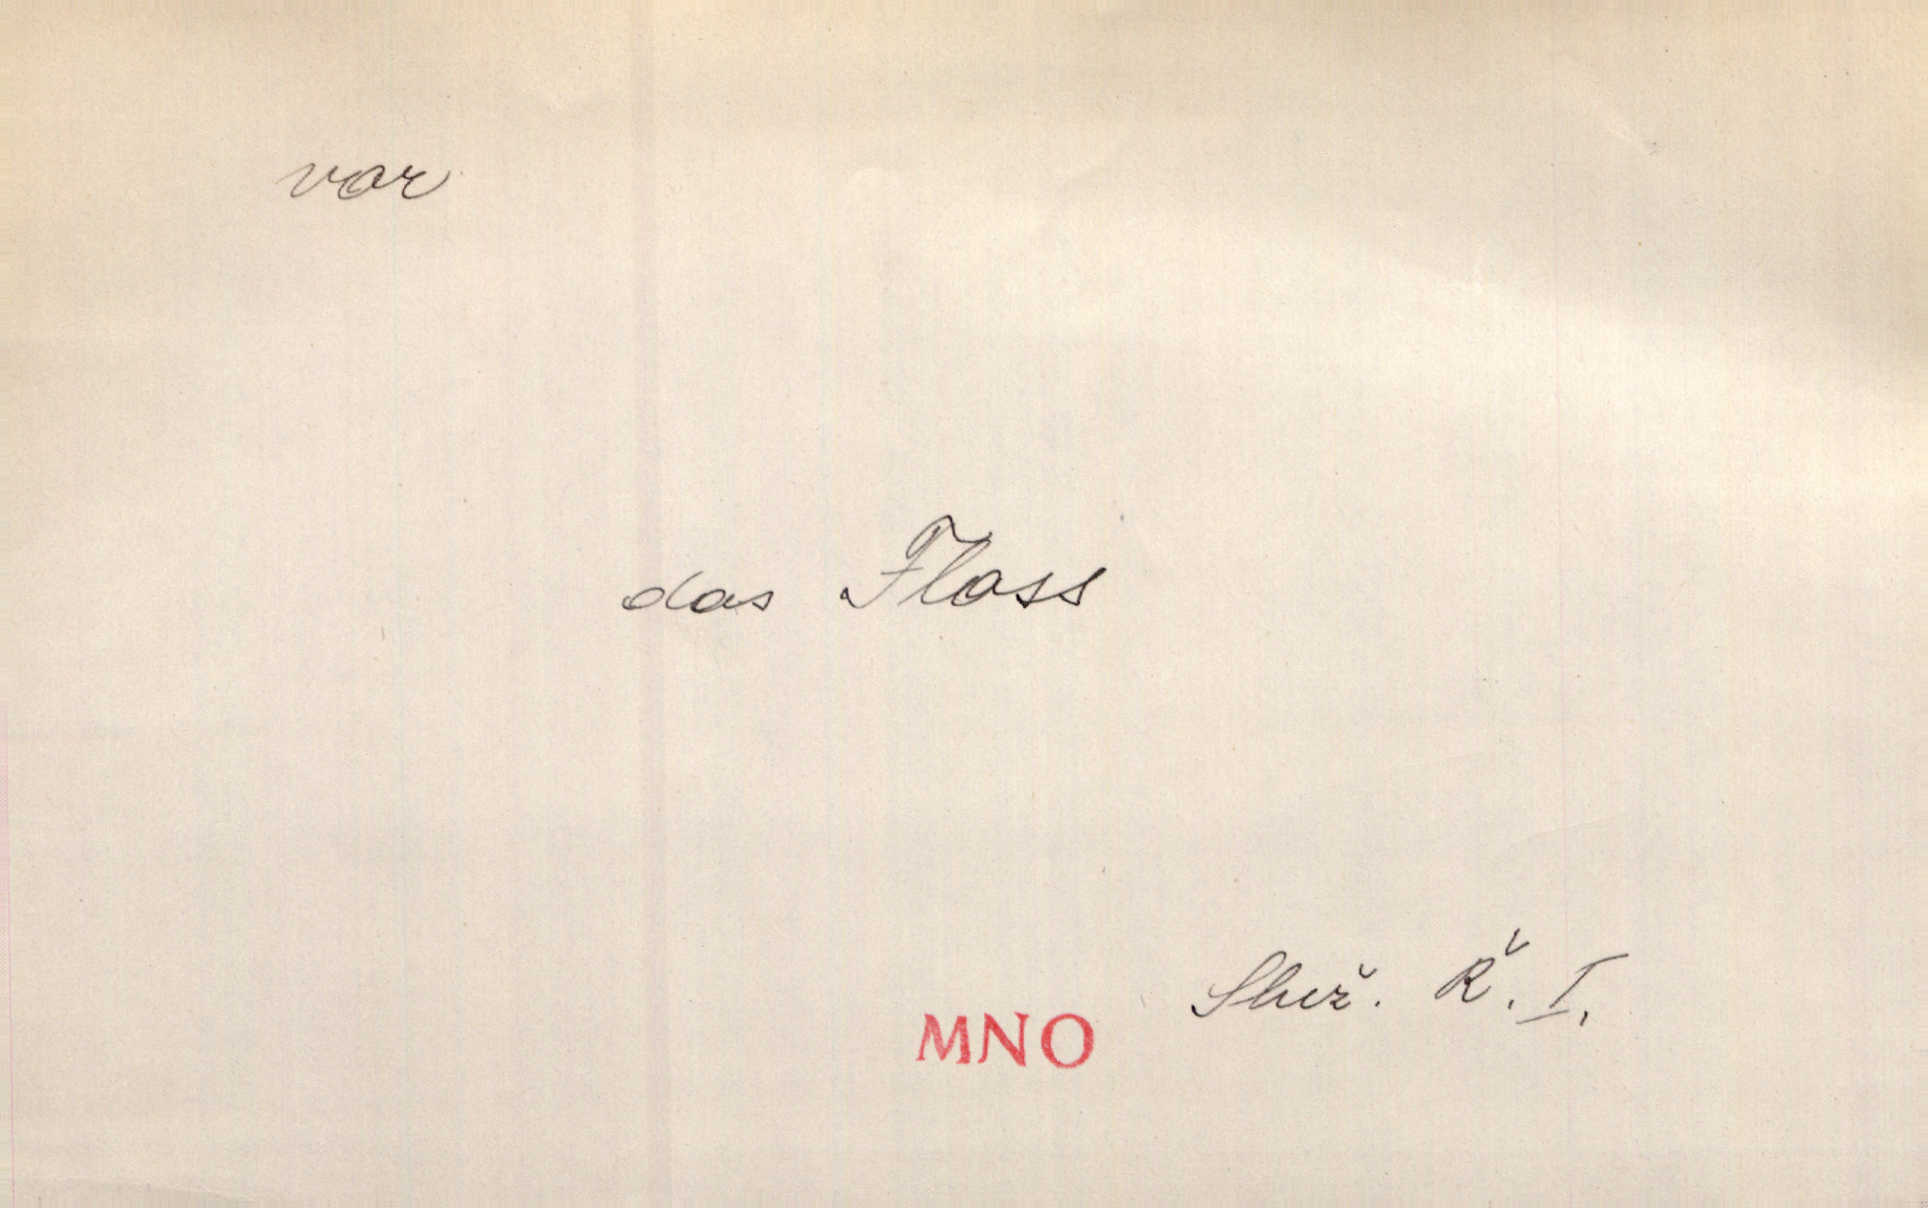 vor
das Floss
Služ. Ř. I.
MNO